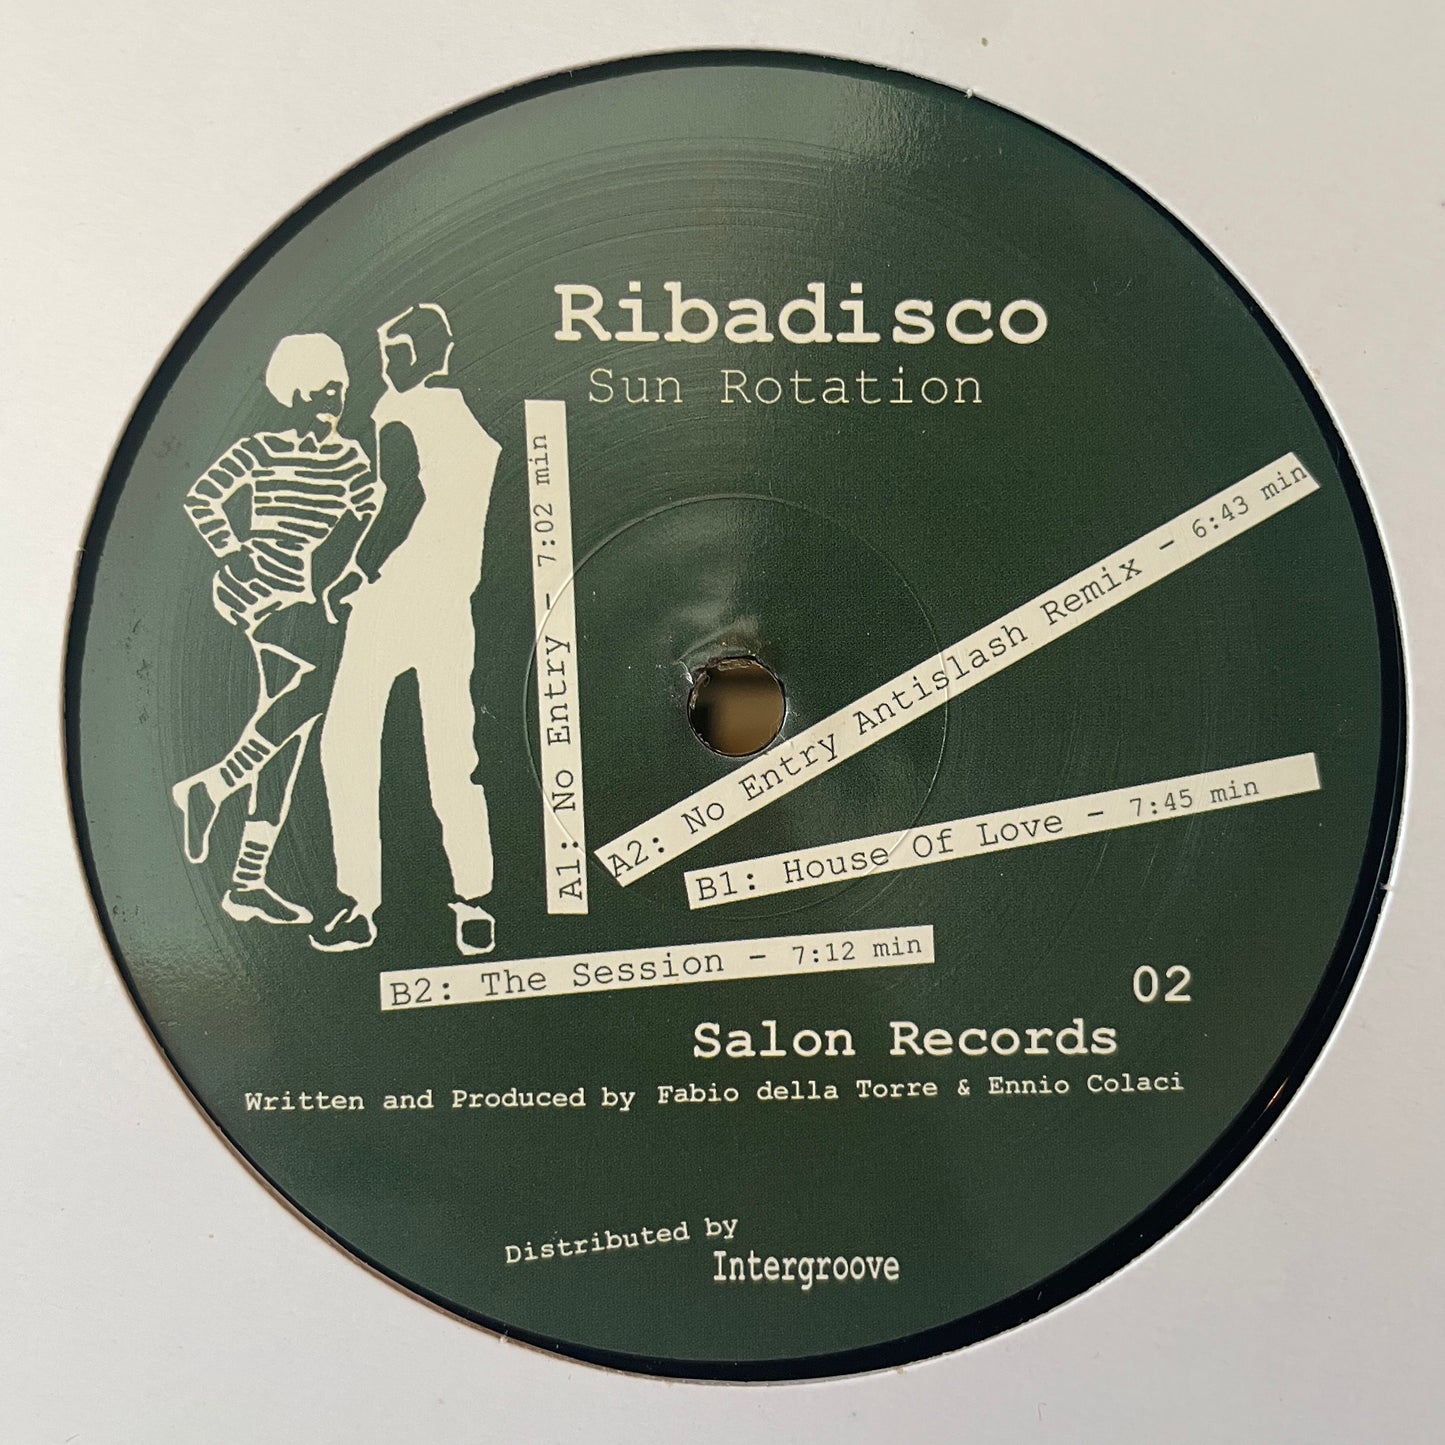 Ribadisco
Sun Rotation
A1: No Entry - 7:02 min
A2: No Entry Antislash Remix - 6:43 min
B1: House Of Love - 7:45 min
B2: The Session - 7:12 min
02
Salon Records
Written and Produced by Fabio della Torre & Ennio Colaci
Distributed by
Intergroove